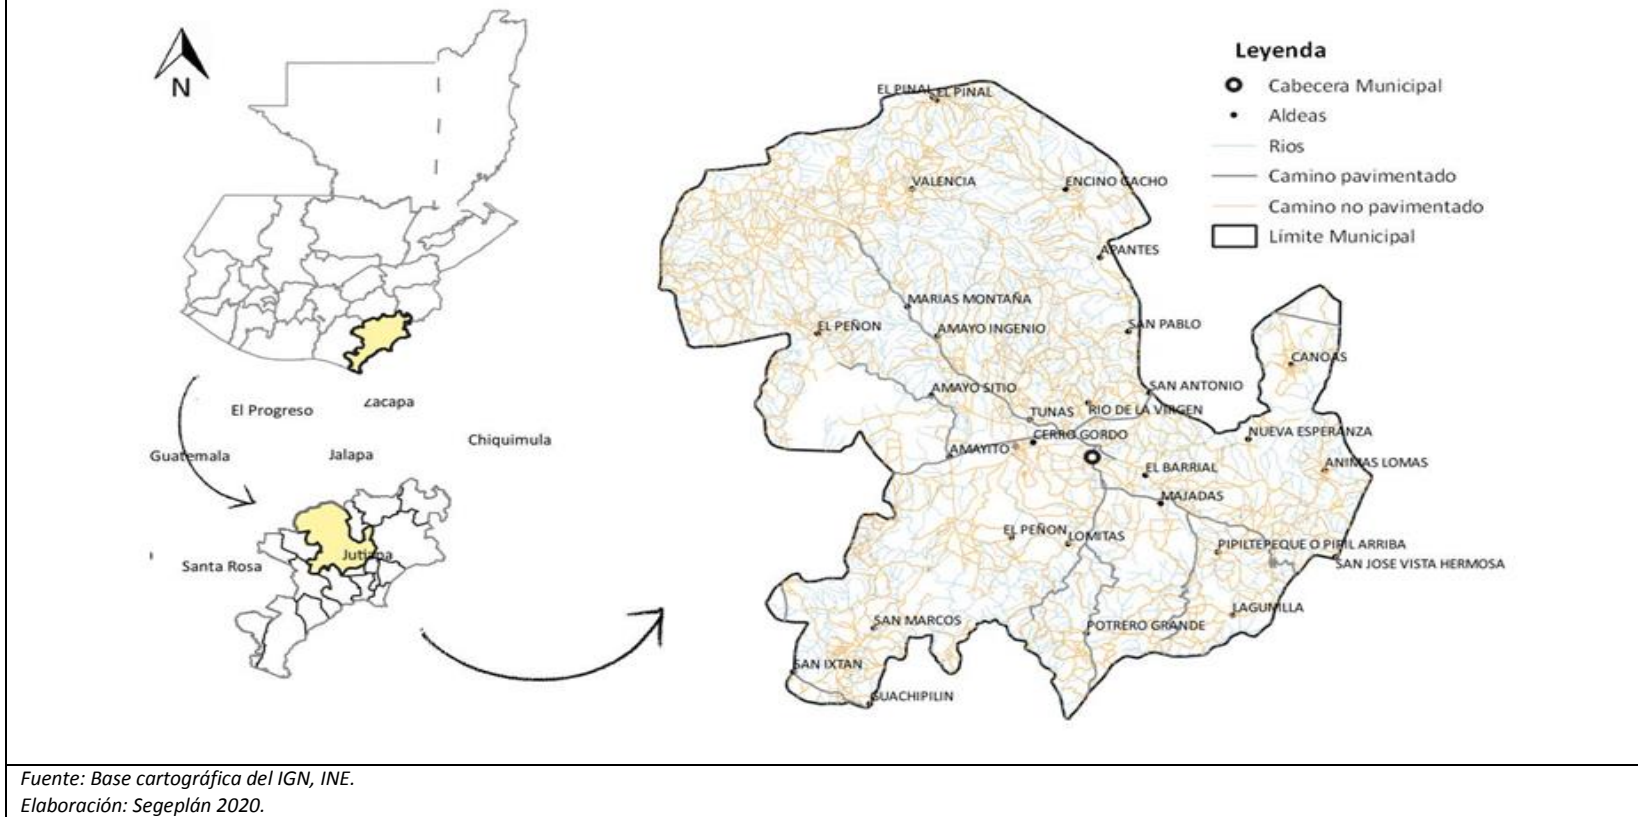 N
Leyenda
Cabecera Municipal
Aldeas
Rios
Camino pavimentado
Camino no pavimentado
Límite Municipal
EL PINAL
EL PINAL
VALENCIA
ENCINO GACHO
APANTES
MARIAS MONTAÑA
EL PEÑON
AMAYO INGENIO
SAN PABLO
CANOAS
AMAYO SITIO
SAN ANTONIO
TUNAS
RIO DE LA VIRGEN
CERRO GORDO
NUEVA ESPERANZA
AMAYITO
ANIMAS LOMAS
EL BARRIAL
MAJADAS
EL PEÑON
LOMITAS
PIPILTEPEQUE O PIPIL ARRIBA
SAN JOSE VISTA HERMOSA
LAGUNILLA
SAN MARCOS
POTRERO GRANDE
SAN IXTAN
GUACHIPILIN
El Progreso
Zacapa
Chiquimula
Guatemala
Jalapa
Jutiapa
Santa Rosa
Fuente: Base cartográfica del IGN, INE.
Elaboración: Segeplán 2020.